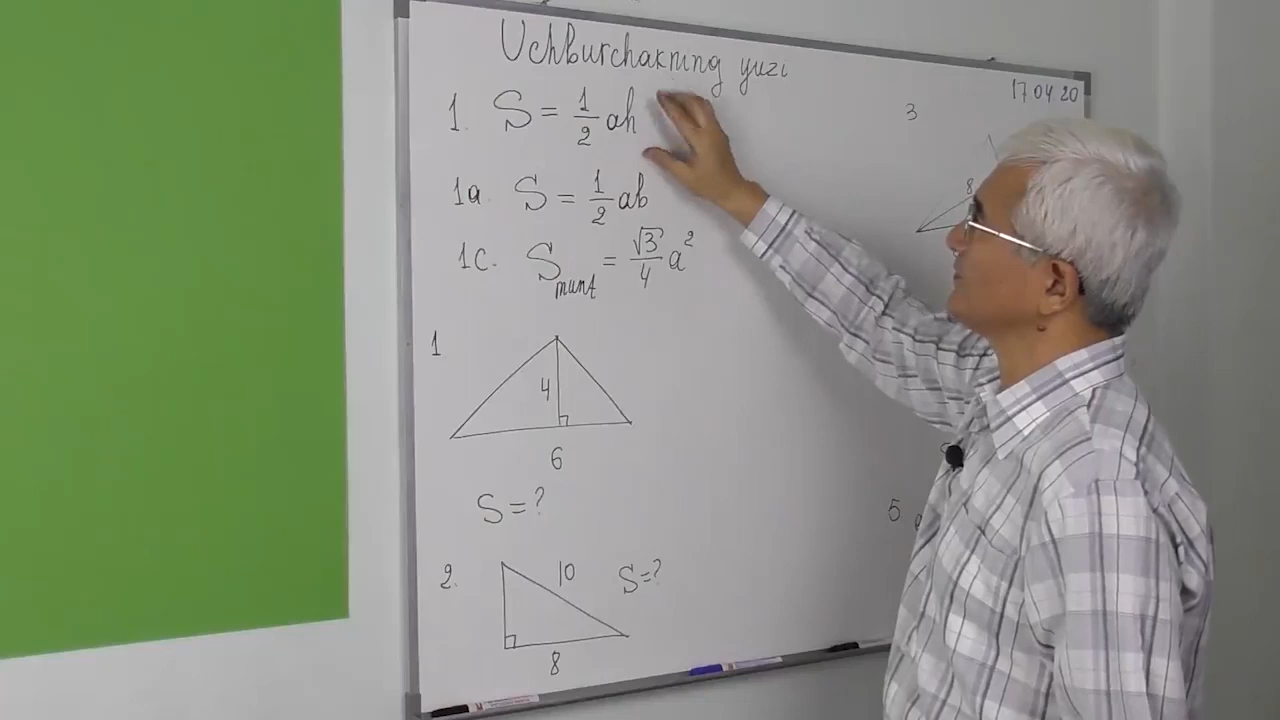 Uchburchakning yuzi
17 04 20
1. S = 1/2 ah
1a. S = 1/2 ab
1c. Sₘᵤₙₜ = √3/4 a²
1
4
6
S = ?
2. 10 S = ?
8
3
8
5